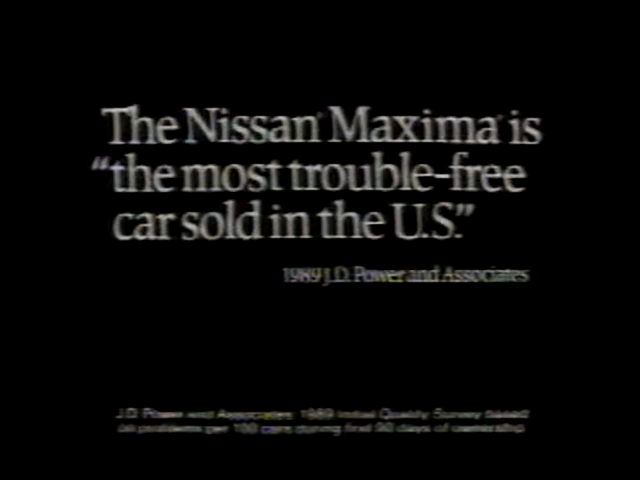 The Nissan Maxima is
“the most trouble-free
car sold in the U.S.”
1989 J.D. Power and Associates
J.D. Power and Associates 1989 Initial Quality Survey based
on problems per 100 cars during first 90 days of ownership